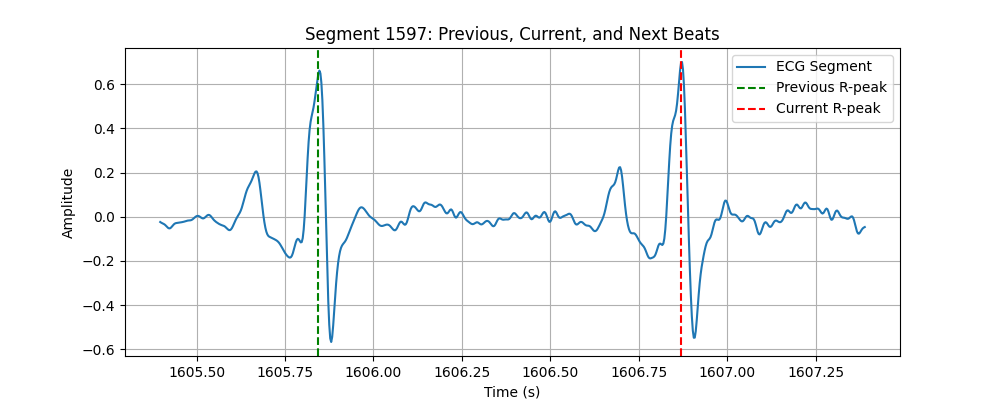 Segment 1597: Previous, Current, and Next Beats
ECG Segment
Previous R-peak
Current R-peak
Amplitude
0.6
0.4
0.2
0.0
−0.2
−0.4
−0.6
1605.50 1605.75 1606.00 1606.25 1606.50 1606.75 1607.00 1607.25
Time (s)